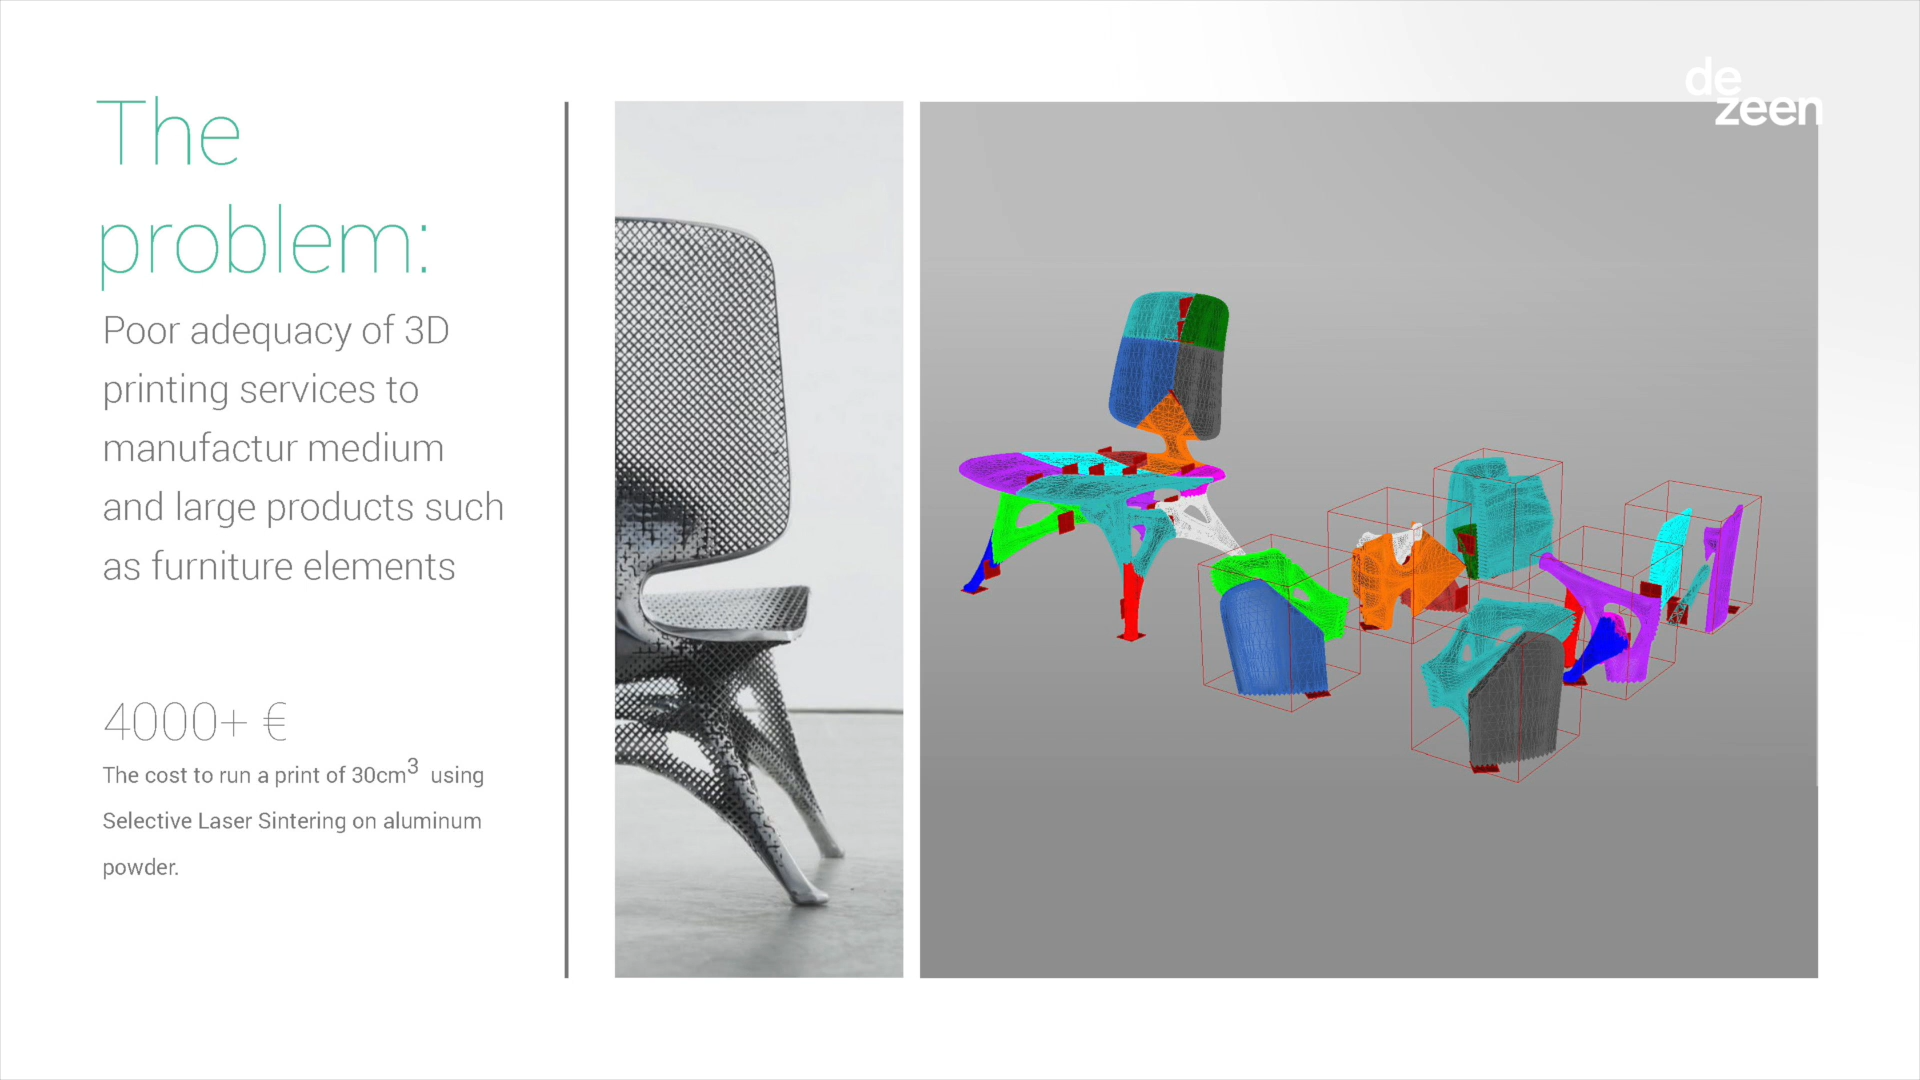 The
problem:
Poor adequacy of 3D
printing services to
manufactur medium
and large products such
as furniture elements
4000+ €
The cost to run a print of 30cm³ using
Selective Laser Sintering on aluminum
powder.
de
zeen